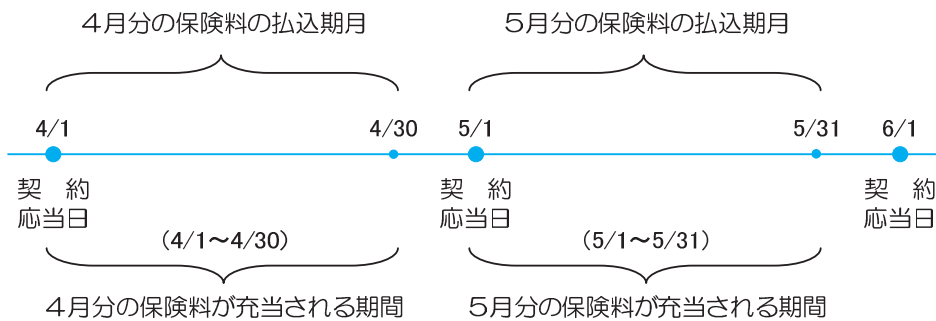 4月分の保険料の払込期月 5月分の保険料の払込期月
4/1 4/30 5/1 5/31 6/1
契 約 契 約 契 約
応当日 応当日 応当日
（4/1〜4/30） （5/1〜5/31）
4月分の保険料が充当される期間 5月分の保険料が充当される期間